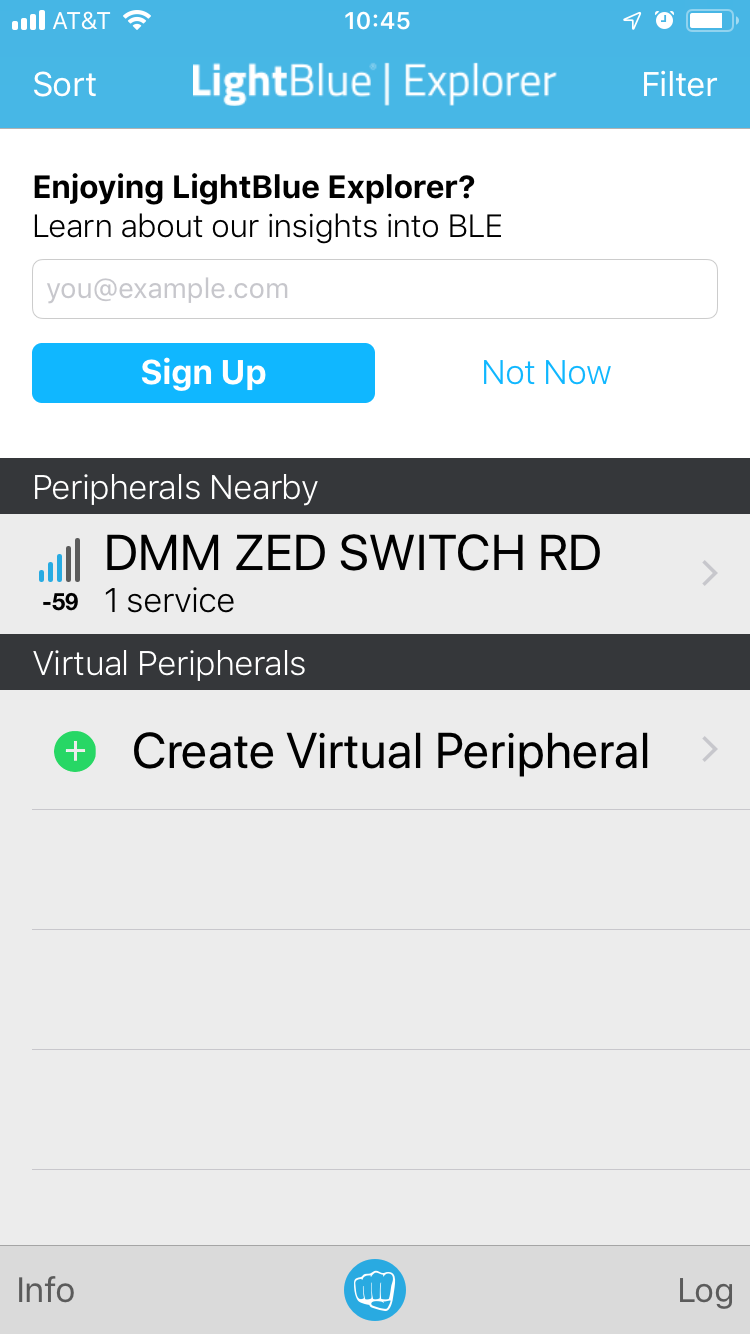 AT&T 10:45
Sort LightBlue® | Explorer Filter
Enjoying LightBlue Explorer?
Learn about our insights into BLE
you@example.com
Sign Up Not Now
Peripherals Nearby
DMM ZED SWITCH RD
-59 1 service
Virtual Peripherals
+ Create Virtual Peripheral
Info Log